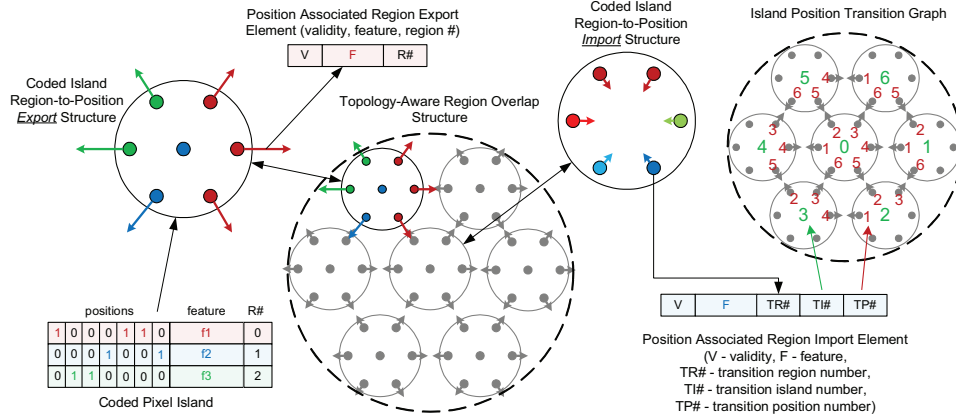 Position Associated Region Export
Element (validity, feature, region #)
V F R#
Coded Island
Region-to-Position
Export Structure
Topology-Aware Region Overlap
Structure
Coded Island
Region-to-Position
Import Structure
Island Position Transition Graph
5 4 6 5
1 6 6 5
3 4 5
2 3 1 0 4 6 5
2 1 1 6
2 3 3 4
2 3 1 2
positions feature R#
1 0 0 0 1 1 0 f1 0
0 0 0 1 0 0 1 f2 1
0 1 1 0 0 0 0 f3 2
Coded Pixel Island
V F TR# TI# TP#
Position Associated Region Import Element
(V - validity, F - feature,
TR# - transition region number,
TI# - transition island number,
TP# - transition position number)